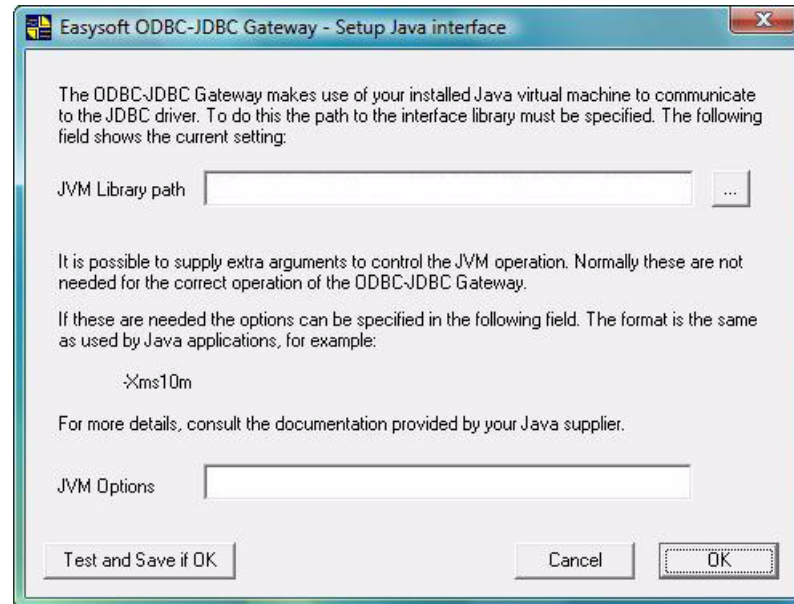 Easysoft ODBC-JDBC Gateway - Setup Java interface
The ODBC-JDBC Gateway makes use of your installed Java virtual machine to communicate
to the JDBC driver. To do this the path to the interface library must be specified. The following
field shows the current setting:
JVM Library path
...
It is possible to supply extra arguments to control the JVM operation. Normally these are not
needed for the correct operation of the ODBC-JDBC Gateway.
If these are needed the options can be specified in the following field. The format is the same
as used by Java applications, for example:
-Xms10m
For more details, consult the documentation provided by your Java supplier.
JVM Options
Test and Save if OK
Cancel
OK